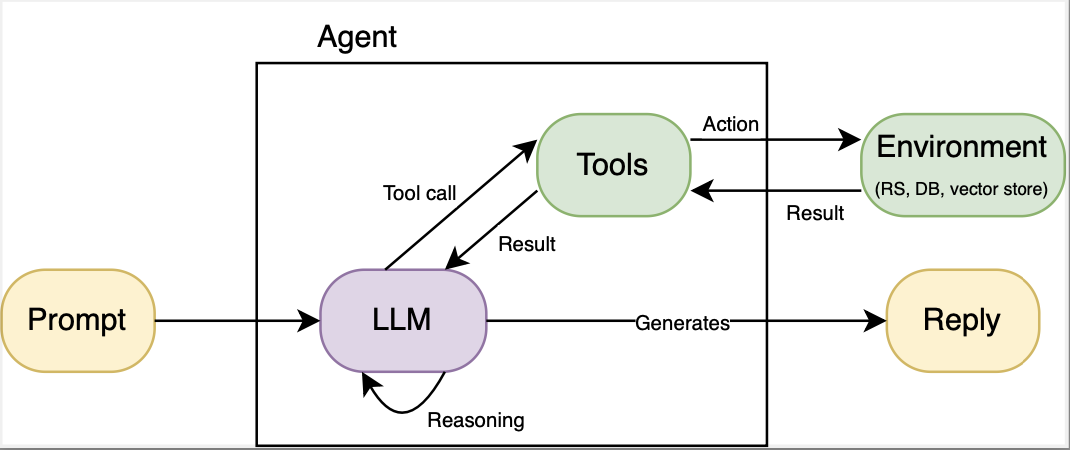 Agent
Action
Environment
(RS, DB, vector store)
Tools
Tool call
Result
Result
Prompt
LLM
Generates
Reply
Reasoning